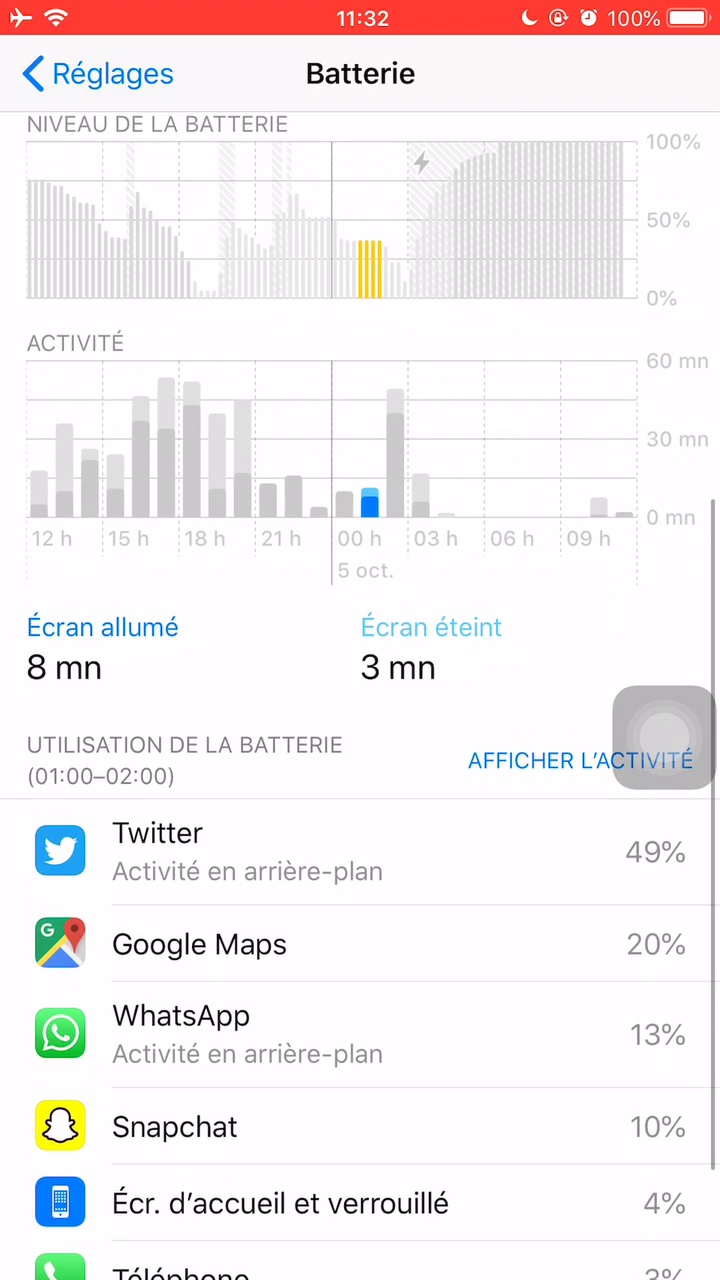 11:32
100%
Réglages
Batterie
NIVEAU DE LA BATTERIE
100%
50%
0%
ACTIVITÉ
60 mn
30 mn
0 mn
12 h 15 h 18 h 21 h 00 h 03 h 06 h 09 h
5 oct.
Écran allumé
Écran éteint
8 mn
3 mn
UTILISATION DE LA BATTERIE
(01:00–02:00)
AFFICHER L’ACTIVITÉ
Twitter
Activité en arrière-plan
49%
G
Google Maps
20%
WhatsApp
Activité en arrière-plan
13%
Snapchat
10%
Écr. d’accueil et verrouillé
4%
Téléphone